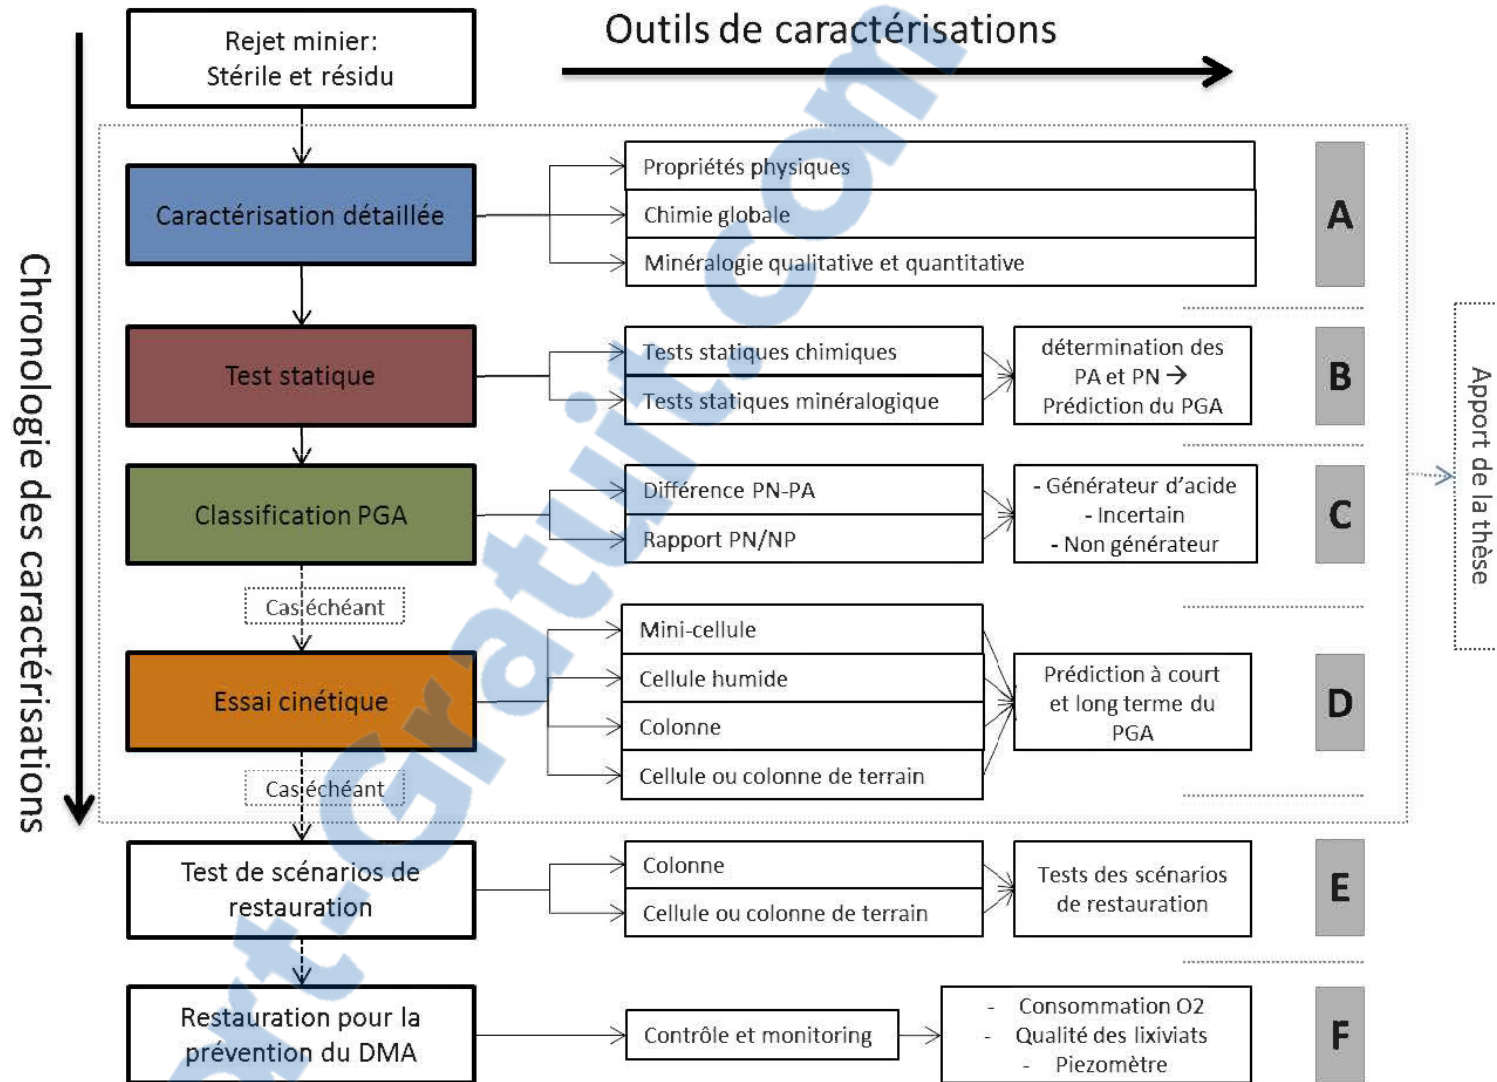 Outils de caractérisations
Chronologie des caractérisations
Rejet minier:
Stérile et résidu
Caractérisation détaillée
Propriétés physiques
Chimie globale
Minéralogie qualitative et quantitative
A
Test statique
Tests statiques chimiques
Tests statiques minéralogique
détermination des
PA et PN →
Prédiction du PGA
B
Classification PGA
Différence PN-PA
Rapport PN/NP
- Générateur d'acide
- Incertain
- Non générateur
C
Cas échéant
Essai cinétique
Mini-cellule
Cellule humide
Colonne
Cellule ou colonne de terrain
Prédiction à court
et long terme du
PGA
D
Cas échéant
Apport de la thèse
Test de scénarios de
restauration
Colonne
Cellule ou colonne de terrain
Tests des scénarios
de restauration
E
Restauration pour la
prévention du DMA
Contrôle et monitoring
- Consommation O2
- Qualité des lixiviats
- Piezomètre
F
art-Gratuit.com